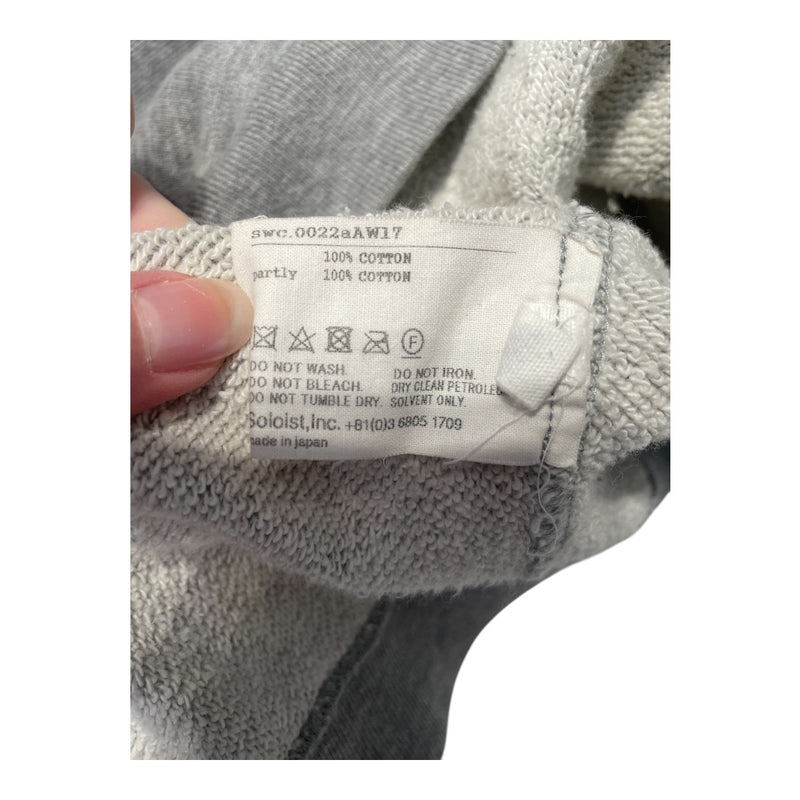 swc.0022aAW17
100% COTTON
partly 100% COTTON
F
DO NOT WASH. DO NOT IRON.
DO NOT BLEACH. DRY CLEAN PETROLEU
DO NOT TUMBLE DRY. SOLVENT ONLY.
Soloist,Inc. +81(0)3 6805 1709
made in japan